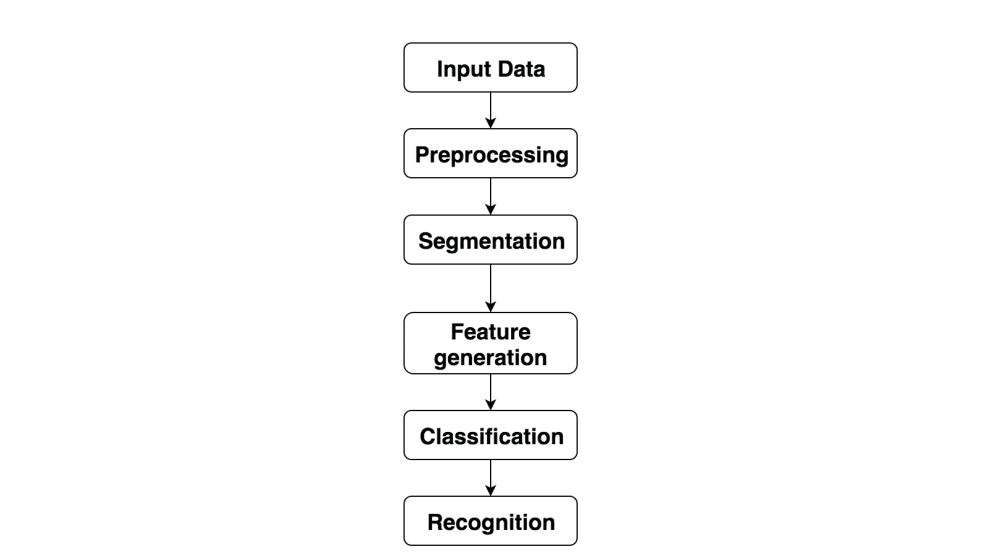 Input Data
Preprocessing
Segmentation
Feature
generation
Classification
Recognition